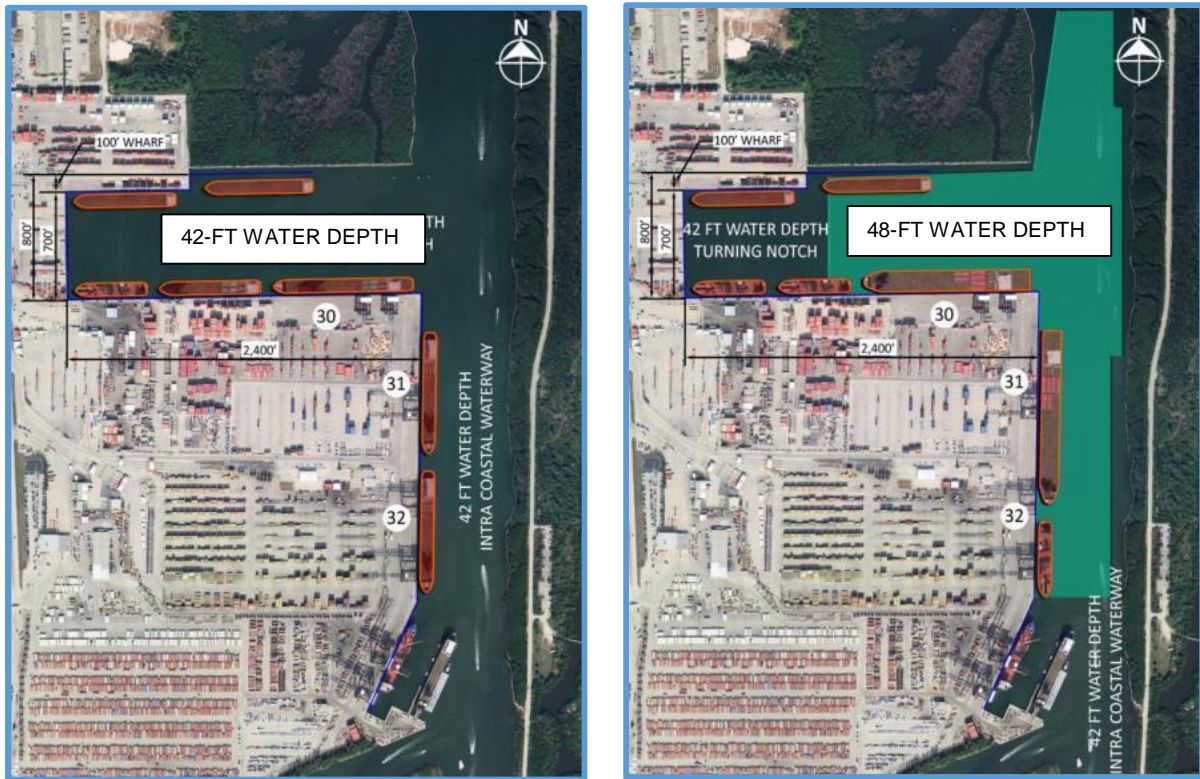 N
100' WHARF
800'
700'
42-FT WATER DEPTH
TH
30
2,400'
31
42 FT WATER DEPTH
INTRA COASTAL WATERWAY
32
N
100' WHARF
800'
700'
42 FT WATER DEPTH
TURNING NOTCH
48-FT WATER DEPTH
30
2,400'
31
32
42 FT WATER DEPTH
INTRA COASTAL WATERWAY